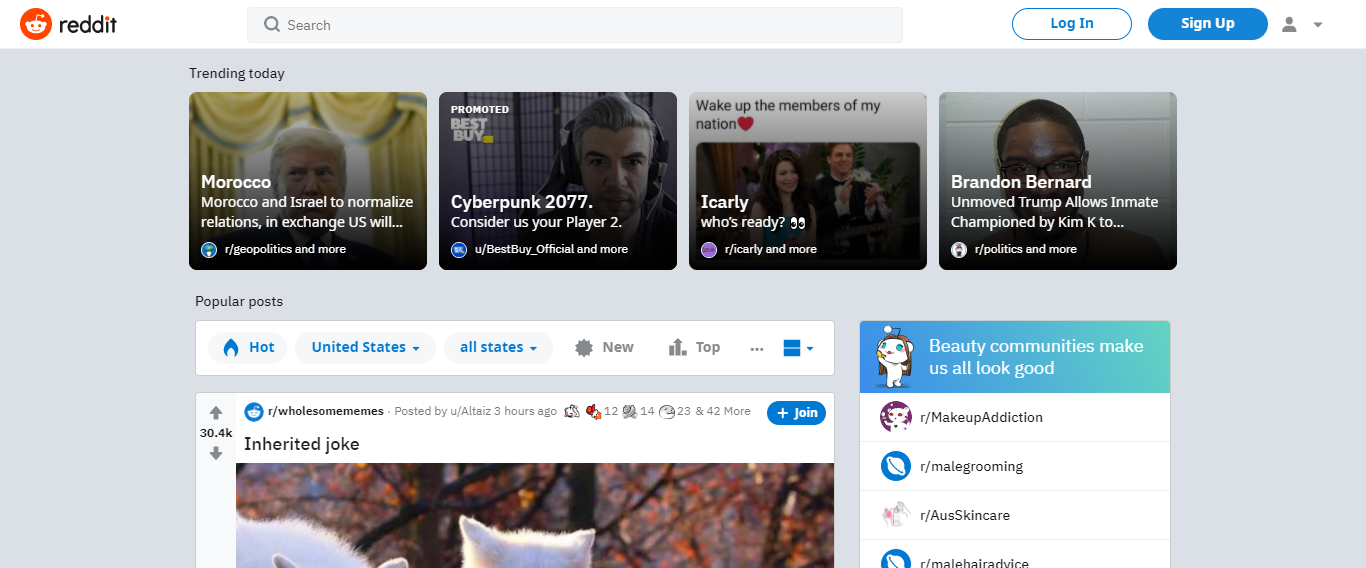 reddit
Search
Log In
Sign Up
Trending today
Morocco
Morocco and Israel to normalize
relations, in exchange US will...
r/geopolitics and more
PROMOTED
BEST
BUY
Cyberpunk 2077.
Consider us your Player 2.
u/BestBuy_Official and more
Wake up the members of my
nation❤️
Icarly
who's ready? 👀
r/icarly and more
Brandon Bernard
Unmoved Trump Allows Inmate
Championed by Kim K to...
r/politics and more
Popular posts
Hot
United States
all states
New
Top
...
30.4k
r/wholesomememes · Posted by u/Altaiz 3 hours ago 12 14 23 & 42 More
+ Join
Inherited joke
Beauty communities make
us all look good
r/MakeupAddiction
r/malegrooming
r/AusSkincare
r/malehairadvice